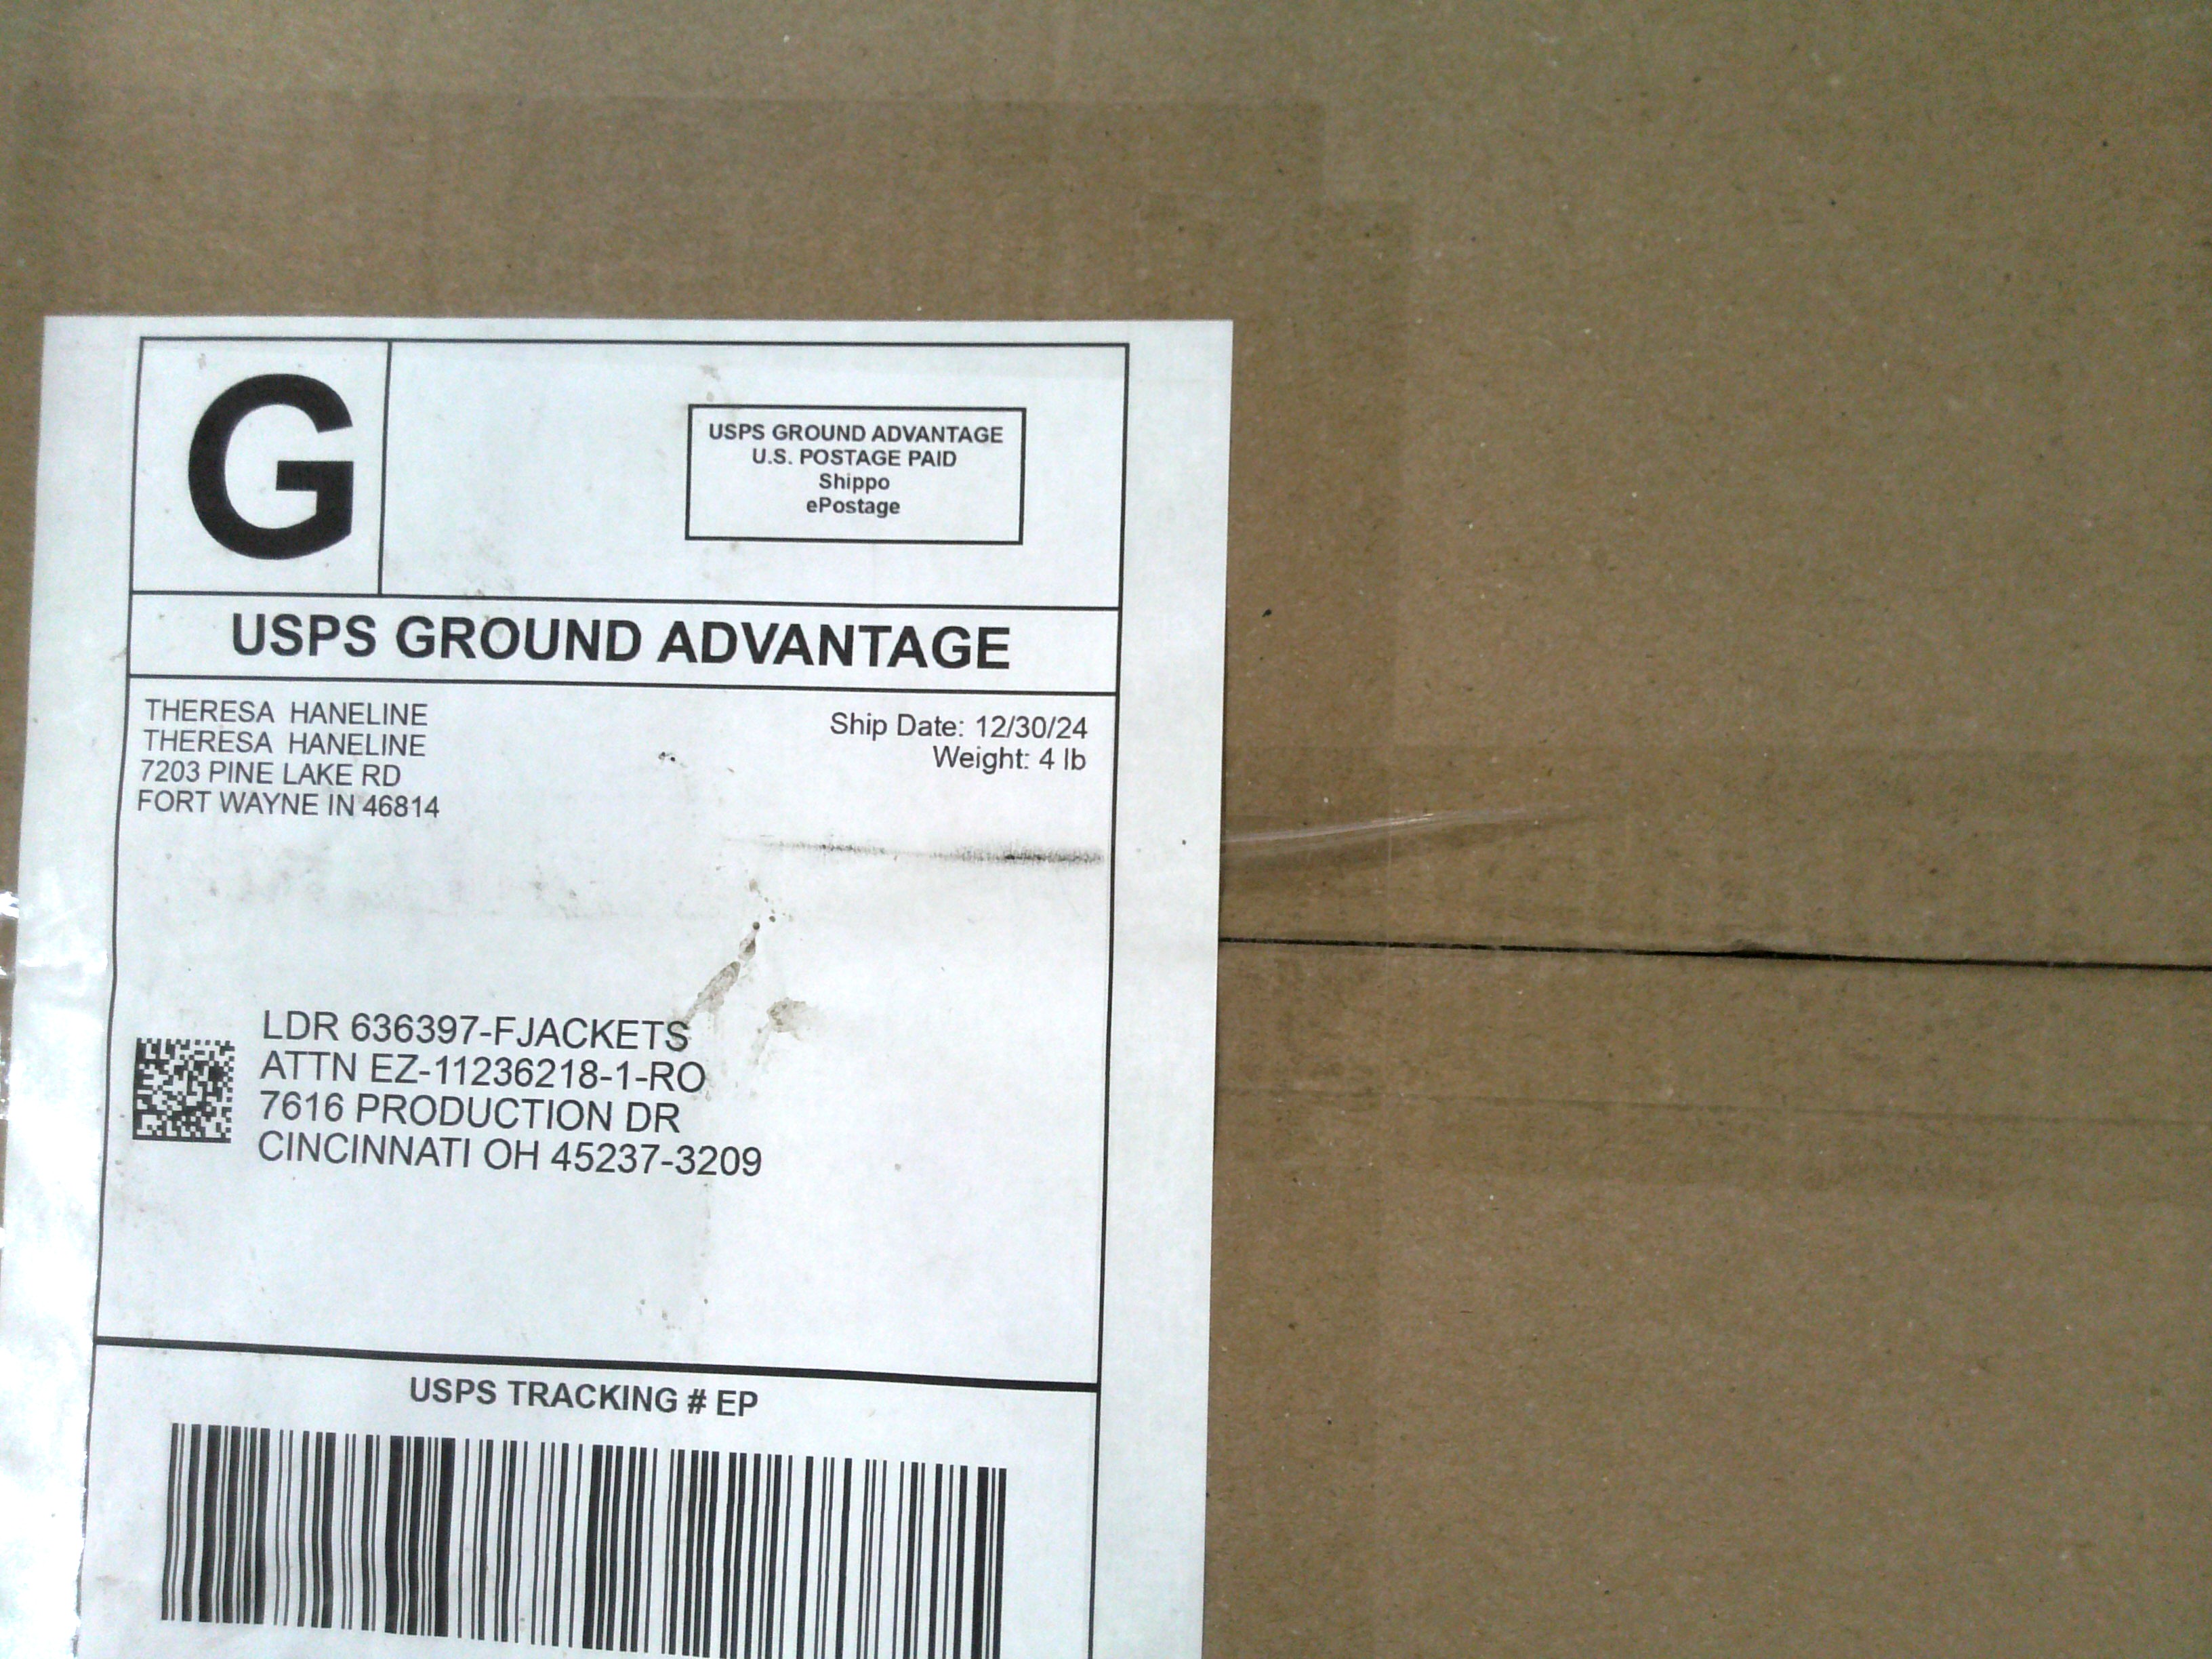 G
USPS GROUND ADVANTAGE
U.S. POSTAGE PAID
Shippo
ePostage
USPS GROUND ADVANTAGE
THERESA HANELINE
THERESA HANELINE
7203 PINE LAKE RD
FORT WAYNE IN 46814
Ship Date: 12/30/24
Weight: 4 lb
LDR 636397-FJACKETS
ATTN EZ-11236218-1-RO
7616 PRODUCTION DR
CINCINNATI OH 45237-3209
USPS TRACKING # EP